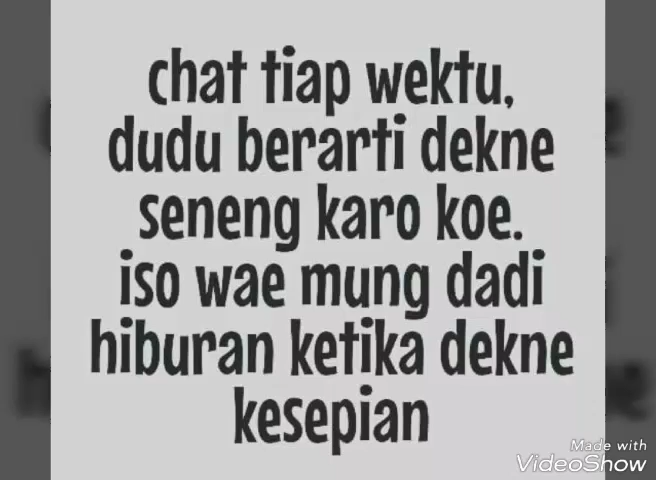 chat tiap wektu,
dudu berarti dekne
seneng karo koe.
iso wae mung dadi
hiburan ketika dekne
kesepian
Made with
VideoShow